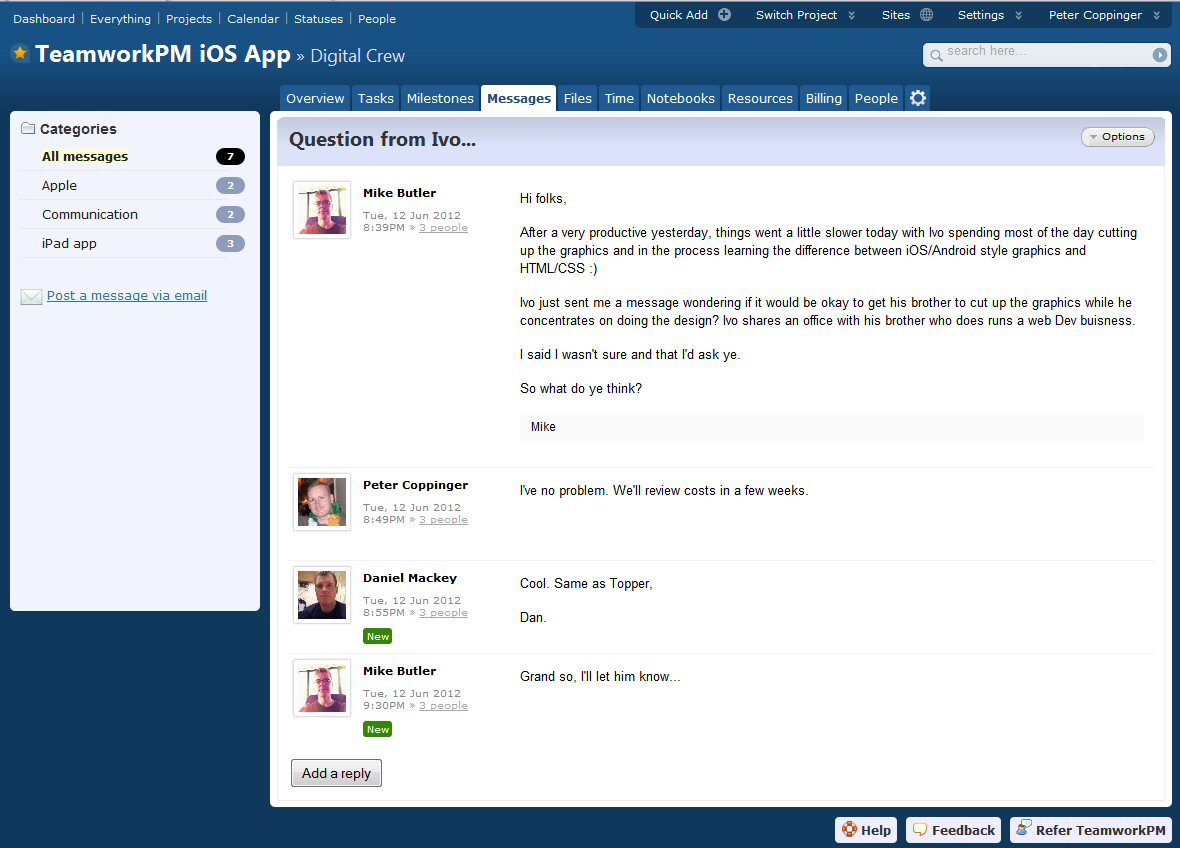 Dashboard | Everything | Projects | Calendar | Statuses | People
Quick Add Switch Project Sites Settings Peter Coppinger
TeamworkPM iOS App » Digital Crew
search here...
Overview Tasks Milestones Messages Files Time Notebooks Resources Billing People
Categories
All messages 7
Apple 2
Communication 2
iPad app 3
Post a message via email
Question from Ivo...
Options
Mike Butler
Tue, 12 Jun 2012
8:39PM » 3 people
Hi folks,
After a very productive yesterday, things went a little slower today with Ivo spending most of the day cutting
up the graphics and in the process learning the difference between iOS/Android style graphics and
HTML/CSS :)
Ivo just sent me a message wondering if it would be okay to get his brother to cut up the graphics while he
concentrates on doing the design? Ivo shares an office with his brother who does runs a web Dev buisness.
I said I wasn't sure and that I'd ask ye.
So what do ye think?
Mike
Peter Coppinger
Tue, 12 Jun 2012
8:49PM » 3 people
I've no problem. We'll review costs in a few weeks.
Daniel Mackey
Tue, 12 Jun 2012
8:55PM » 3 people
New
Cool. Same as Topper,
Dan.
Mike Butler
Tue, 12 Jun 2012
9:30PM » 3 people
New
Grand so, I'll let him know...
Add a reply
Help Feedback Refer TeamworkPM